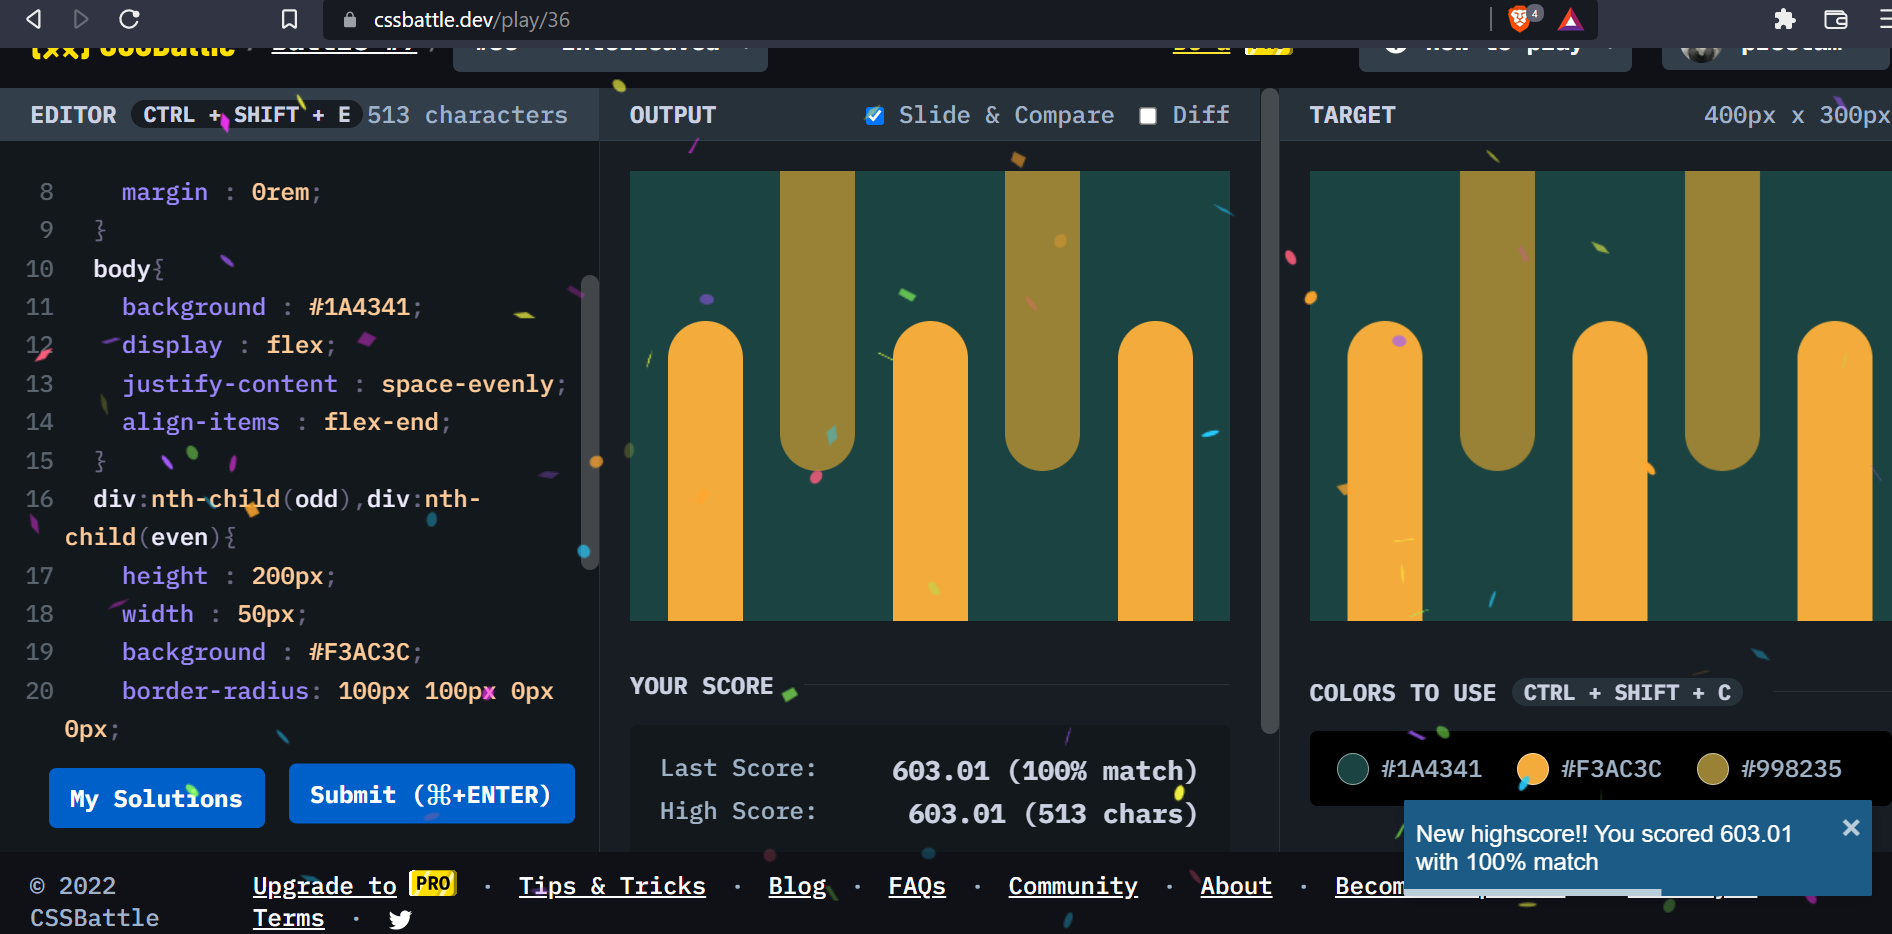 cssbattle.dev/play/36
4
EDITOR CTRL + SHIFT + E 513 characters
OUTPUT Slide & Compare Diff
TARGET 400px x 300px
8 margin : 0rem;
9 }
10 body{
11 background : #1A4341;
12 display : flex;
13 justify-content : space-evenly;
14 align-items : flex-end;
15 }
16 div:nth-child(odd),div:nth-
child(even){
17 height : 200px;
18 width : 50px;
19 background : #F3AC3C;
20 border-radius: 100px 100px 0px
0px;
My Solutions Submit (⌘+ENTER)
YOUR SCORE
Last Score: 603.01 (100% match)
High Score: 603.01 (513 chars)
COLORS TO USE CTRL + SHIFT + C
#1A4341 #F3AC3C #998235
New highscore!! You scored 603.01
with 100% match
© 2022
CSSBattle
Upgrade to PRO · Tips & Tricks · Blog · FAQs · Community · About ·
Terms ·